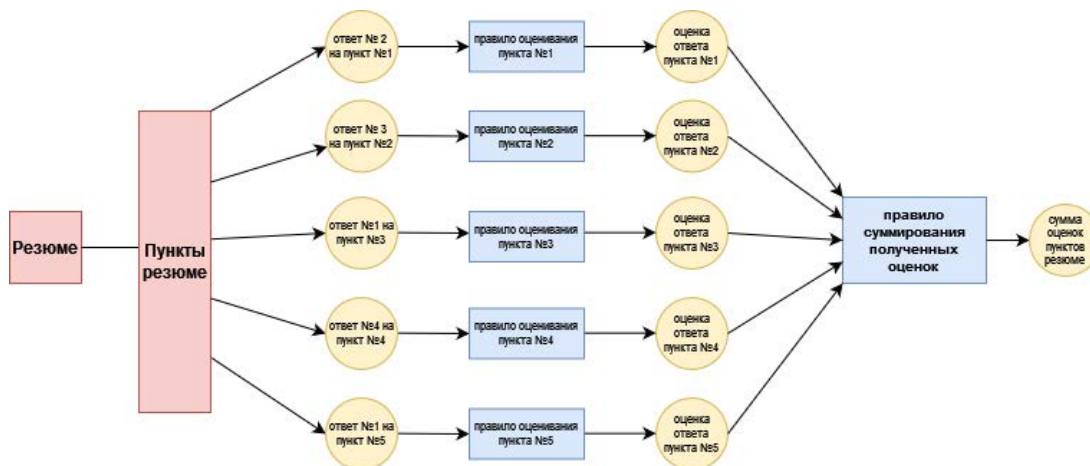 Резюме
Пункты
резюме
ответ № 2
на пункт №1
правило оценивания
пункта №1
оценка
ответа
пункта №1
ответ № 3
на пункт №2
правило оценивания
пункта №2
оценка
ответа
пункта №2
ответ №1 на
пункт №3
правило оценивания
пункта №3
оценка
ответа
пункта №3
ответ №4 на
пункт №4
правило оценивания
пункта №4
оценка
ответа
пункта №4
ответ №1 на
пункт №5
правило оценивания
пункта №5
оценка
ответа
пункта №5
правило
суммирования
полученных
оценок
сумма
оценок
пунктов
резюме